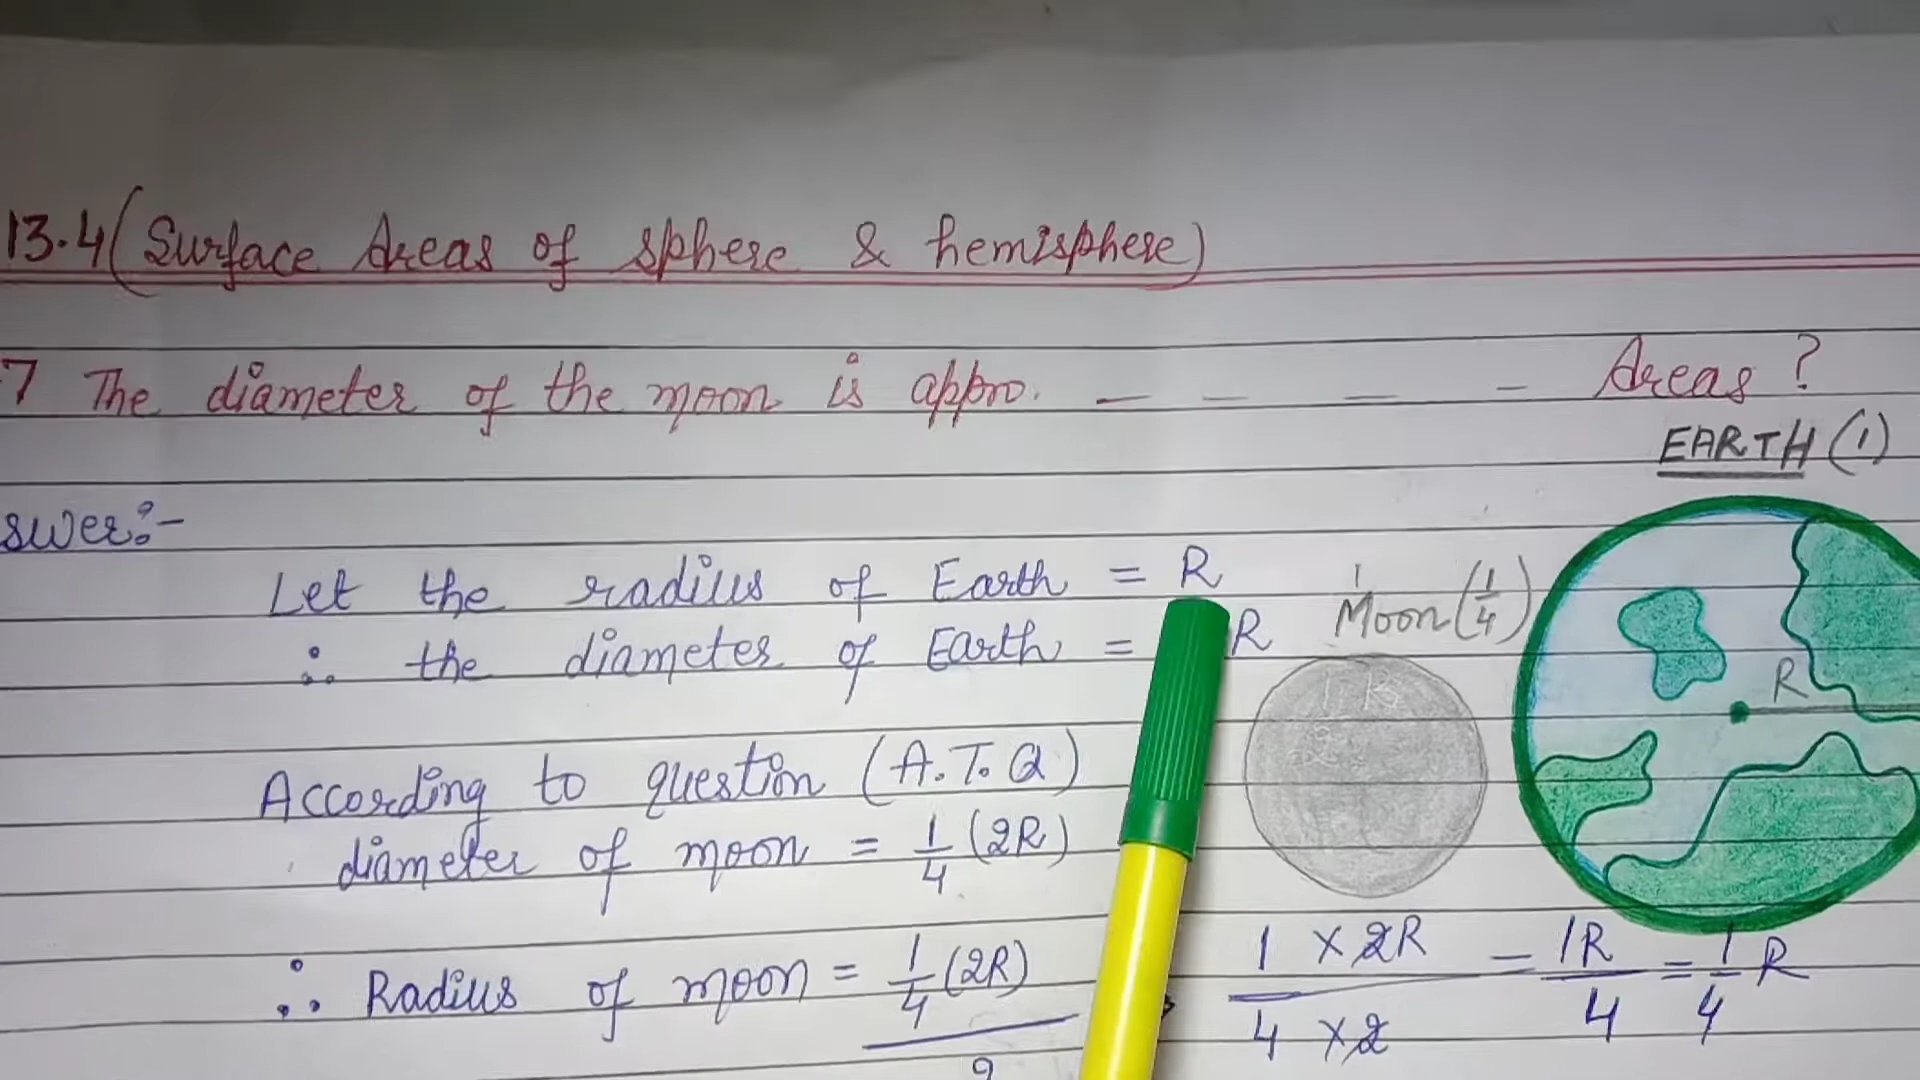 13.4 (Surface Areas of sphere & hemisphere)
7 The diameter of the moon is appro. — — — — Areas ?
EARTH (1)
swer:-
Let the radius of Earth = R
∴ the diameter of Earth = R
Moon (1/4)
R
According to question (A.T.Q)
diameter of moon = 1/4 (2R)
∴ Radius of moon = 1/4 (2R) / 2 1 × 2R / 4 × 2 = 1R / 4 = 1/4 R